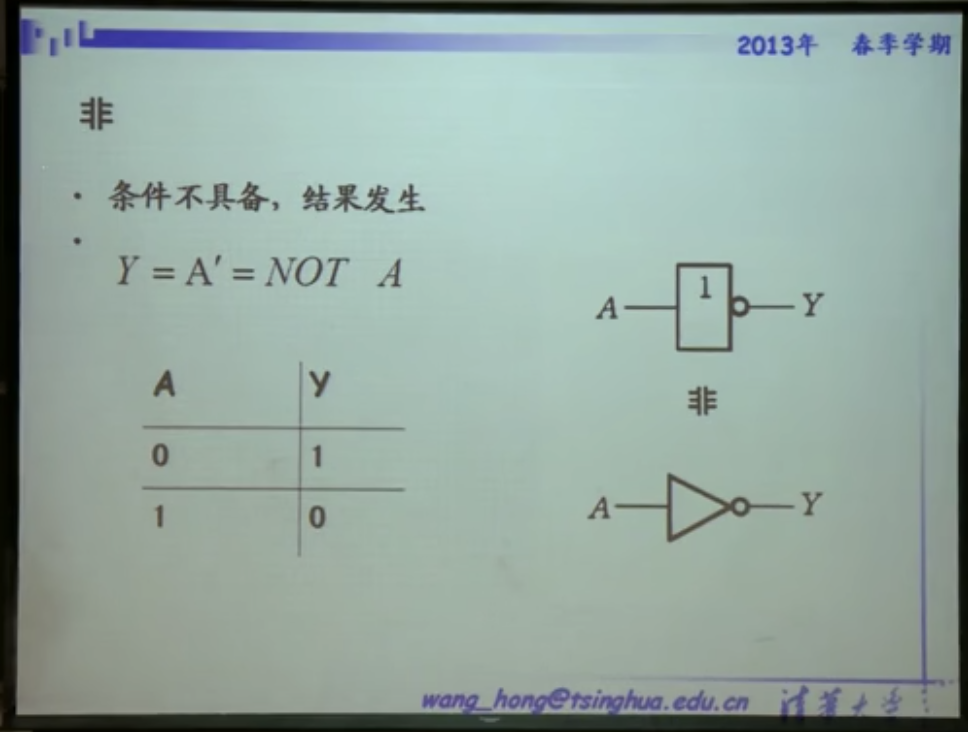 2013年 春季学期
非
• 条件不具备，结果发生
•
Y = A′ = NOT A
A Y
0 1
1 0
A 1 Y
非
A Y
wang_hong@tsinghua.edu.cn 清华大学